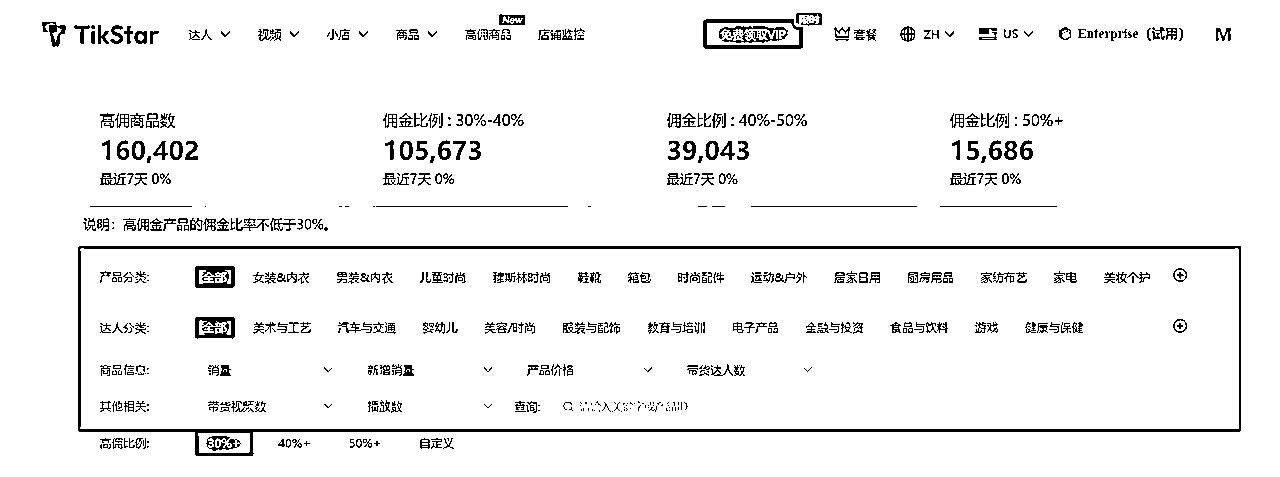 TikStar 达人 视频 小店 商品 高佣商品 New 店铺监控 免费领取VIP 限时 套餐 ZH US Enterprise (试用) M
高佣商品数 佣金比例 : 30%-40% 佣金比例 : 40%-50% 佣金比例 : 50%+
160,402 105,673 39,043 15,686
最近7天 0% 最近7天 0% 最近7天 0% 最近7天 0%
说明: 高佣金产品的佣金比率不低于30%。
产品分类: 全部 女装&内衣 男装&内衣 儿童时尚 穆斯林时尚 鞋靴 箱包 时尚配件 运动&户外 居家日用 厨房用品 家纺布艺 家电 美妆个护
达人分类: 全部 美术与工艺 汽车与交通 婴幼儿 美容/时尚 服装与配饰 教育与培训 电子产品 金融与投资 食品与饮料 游戏 健康与保健
商品信息: 销量 新增销量 产品价格 带货达人数
其他相关: 带货视频数 播放数 查询:
高佣比例: 30%+ 40%+ 50%+ 自定义